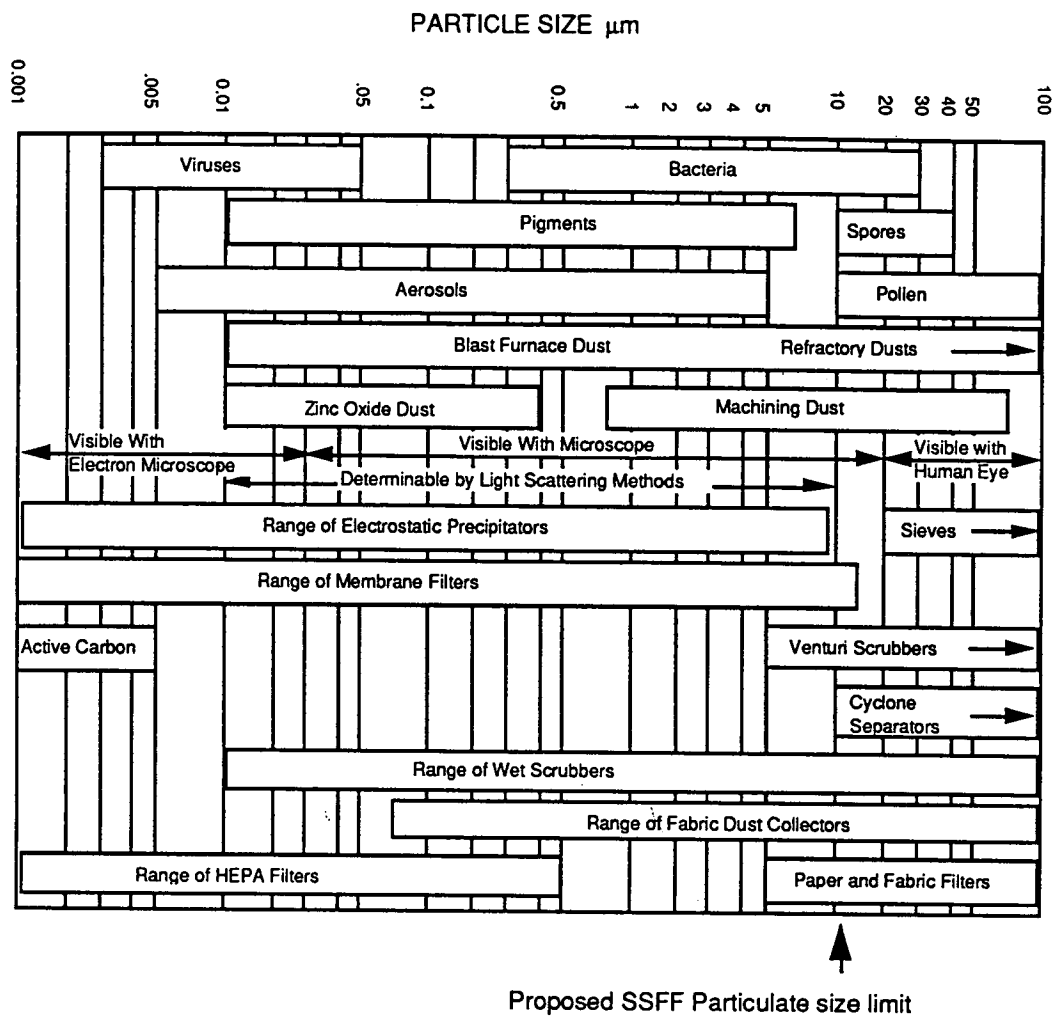 PARTICLE SIZE μm
0.001 .005 0.01 .05 0.1 0.5 1 2 3 4 5 10 20 30 40 50 100
Viruses Bacteria
Pigments Spores
Aerosols Pollen
Blast Furnace Dust Refractory Dusts
Zinc Oxide Dust Machining Dust
Visible With
Electron Microscope
Visible With Microscope
Visible with
Human Eye
Determinable by Light Scattering Methods
Range of Electrostatic Precipitators Sieves
Range of Membrane Filters
Active Carbon Venturi Scrubbers
Cyclone
Separators
Range of Wet Scrubbers
Range of Fabric Dust Collectors
Range of HEPA Filters Paper and Fabric Filters
Proposed SSFF Particulate size limit